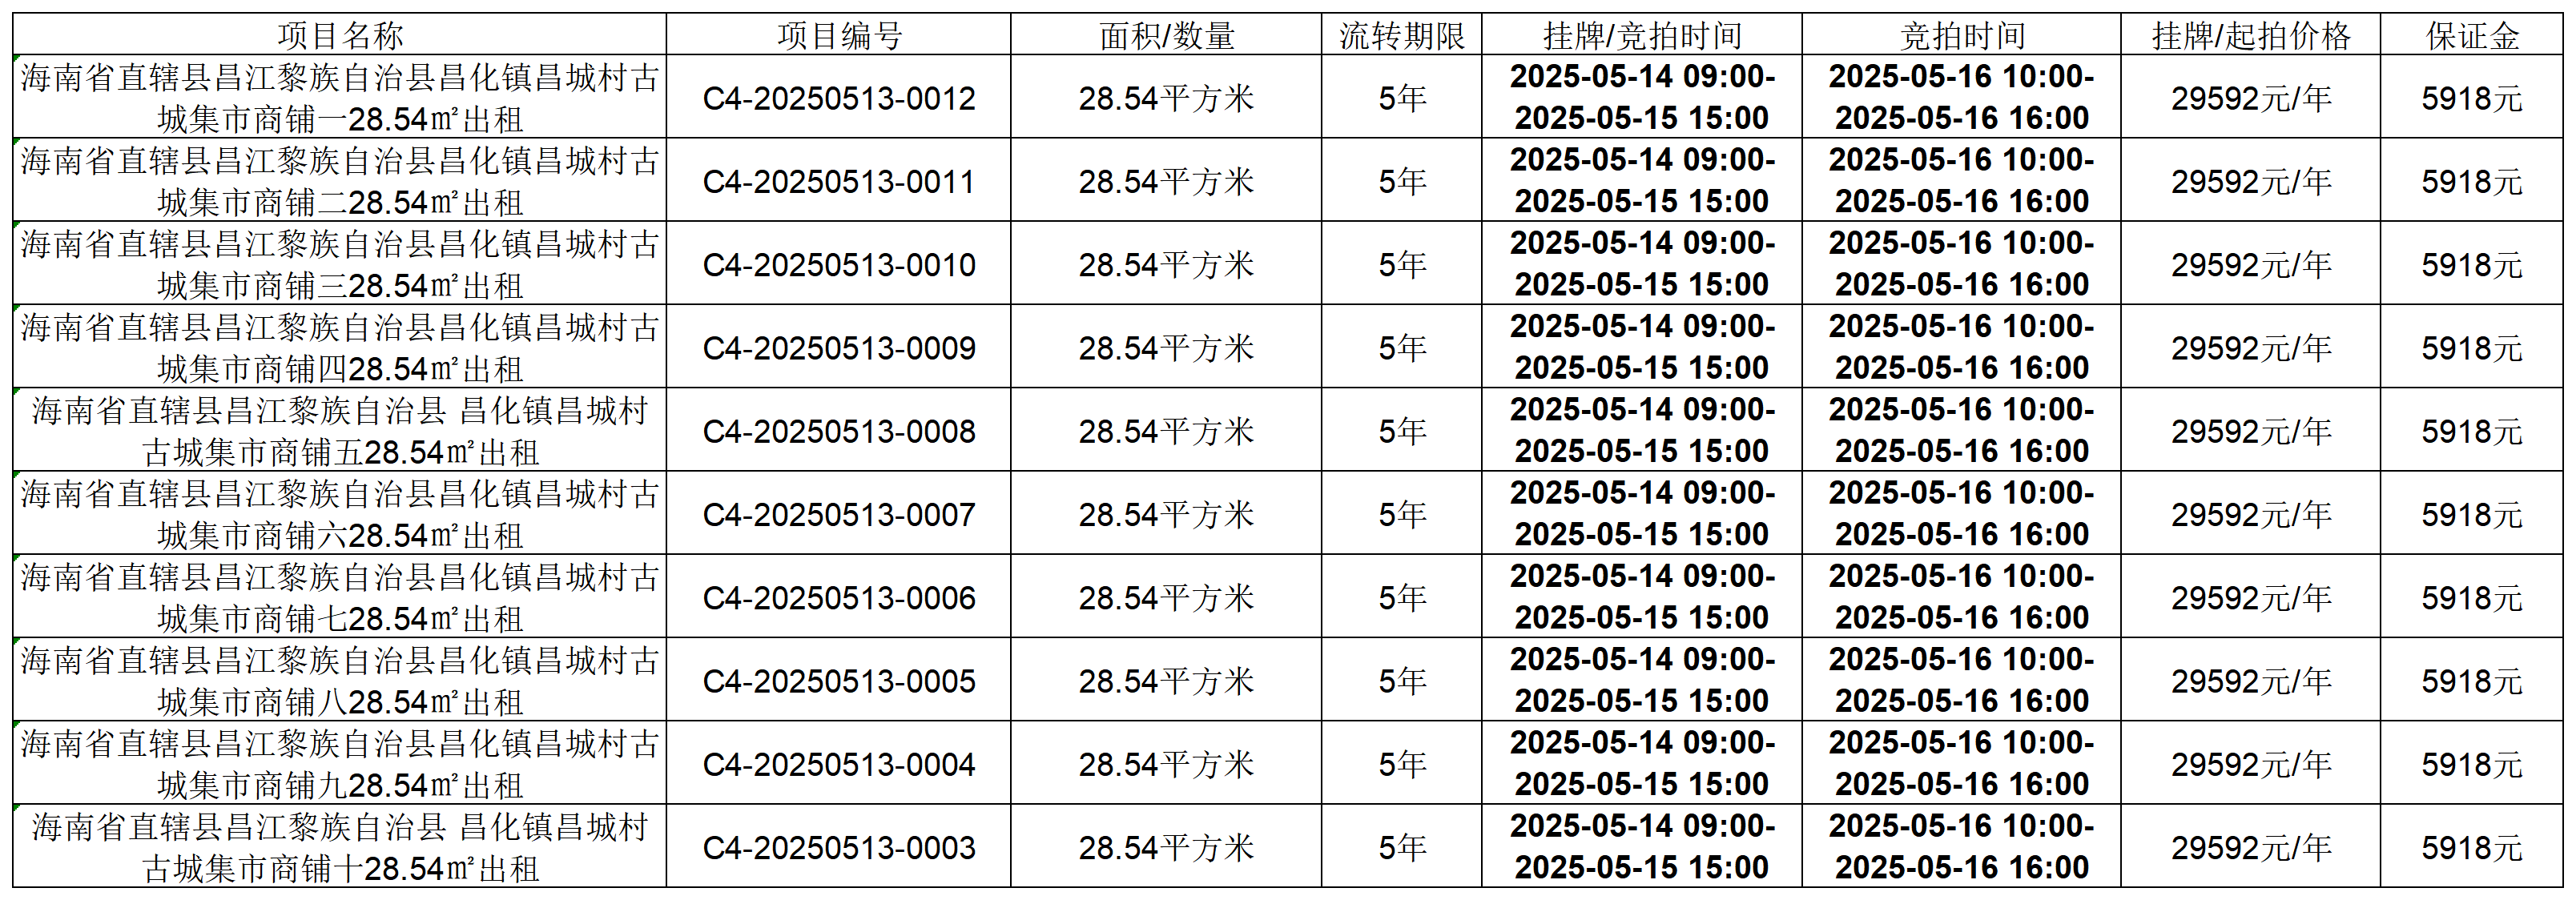 项目名称 项目编号 面积/数量 流转期限 挂牌/竞拍时间 竞拍时间 挂牌/起拍价格 保证金
海南省直辖县昌江黎族自治县昌化镇昌城村古 2025-05-14 09:00- 2025-05-16 10:00-
C4-20250513-0012 28.54平方米 5年 29592元/年 5918元
城集市商铺一28.54㎡出租 2025-05-15 15:00 2025-05-16 16:00
海南省直辖县昌江黎族自治县昌化镇昌城村古 2025-05-14 09:00- 2025-05-16 10:00-
C4-20250513-0011 28.54平方米 5年 29592元/年 5918元
城集市商铺二28.54㎡出租 2025-05-15 15:00 2025-05-16 16:00
海南省直辖县昌江黎族自治县昌化镇昌城村古 2025-05-14 09:00- 2025-05-16 10:00-
C4-20250513-0010 28.54平方米 5年 29592元/年 5918元
城集市商铺三28.54㎡出租 2025-05-15 15:00 2025-05-16 16:00
海南省直辖县昌江黎族自治县昌化镇昌城村古 2025-05-14 09:00- 2025-05-16 10:00-
C4-20250513-0009 28.54平方米 5年 29592元/年 5918元
城集市商铺四28.54㎡出租 2025-05-15 15:00 2025-05-16 16:00
海南省直辖县昌江黎族自治县 昌化镇昌城村 2025-05-14 09:00- 2025-05-16 10:00-
C4-20250513-0008 28.54平方米 5年 29592元/年 5918元
古城集市商铺五28.54㎡出租 2025-05-15 15:00 2025-05-16 16:00
海南省直辖县昌江黎族自治县昌化镇昌城村古 2025-05-14 09:00- 2025-05-16 10:00-
C4-20250513-0007 28.54平方米 5年 29592元/年 5918元
城集市商铺六28.54㎡出租 2025-05-15 15:00 2025-05-16 16:00
海南省直辖县昌江黎族自治县昌化镇昌城村古 2025-05-14 09:00- 2025-05-16 10:00-
C4-20250513-0006 28.54平方米 5年 29592元/年 5918元
城集市商铺七28.54㎡出租 2025-05-15 15:00 2025-05-16 16:00
海南省直辖县昌江黎族自治县昌化镇昌城村古 2025-05-14 09:00- 2025-05-16 10:00-
C4-20250513-0005 28.54平方米 5年 29592元/年 5918元
城集市商铺八28.54㎡出租 2025-05-15 15:00 2025-05-16 16:00
海南省直辖县昌江黎族自治县昌化镇昌城村古 2025-05-14 09:00- 2025-05-16 10:00-
C4-20250513-0004 28.54平方米 5年 29592元/年 5918元
城集市商铺九28.54㎡出租 2025-05-15 15:00 2025-05-16 16:00
海南省直辖县昌江黎族自治县 昌化镇昌城村 2025-05-14 09:00- 2025-05-16 10:00-
C4-20250513-0003 28.54平方米 5年 29592元/年 5918元
古城集市商铺十28.54㎡出租 2025-05-15 15:00 2025-05-16 16:00